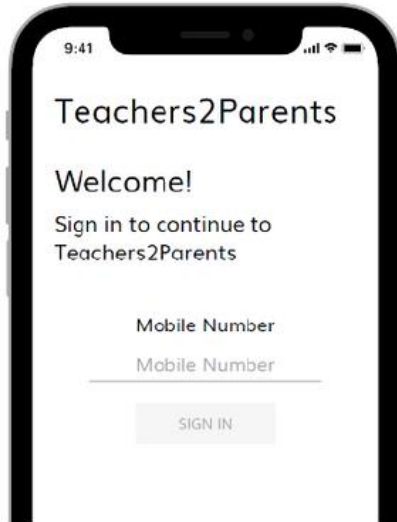 9:41
Teachers2Parents
Welcome!
Sign in to continue to
Teachers2Parents
Mobile Number
Mobile Number
SIGN IN